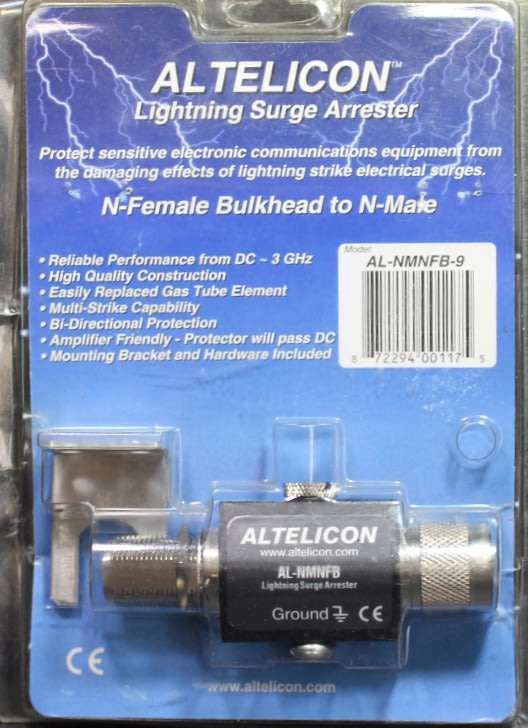 ALTELICON™
Lightning Surge Arrester
Protect sensitive electronic communications equipment from
the damaging effects of lightning strike electrical surges.
N-Female Bulkhead to N-Male
• Reliable Performance from DC ~ 3 GHz
• High Quality Construction
• Easily Replaced Gas Tube Element
• Multi-Strike Capability
• Bi-Directional Protection
• Amplifier Friendly - Protector will pass DC
• Mounting Bracket and Hardware Included
Model:
AL-NMNFB-9
8 72294 00117 5
ALTELICON
www.altelicon.com
AL-NMNFB
Lightning Surge Arrester
Ground CE
CE
www.altelicon.com